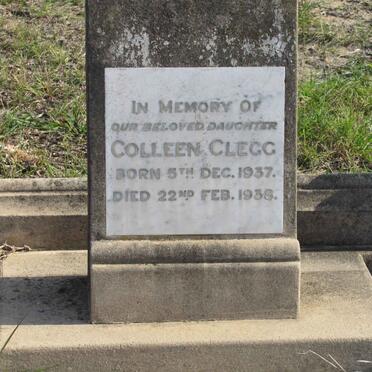 IN MEMORY OF
OUR BELOVED DAUGHTER
COLLEEN CLEGG
BORN 5TH DEC. 1937.
DIED 22ND FEB. 1938.